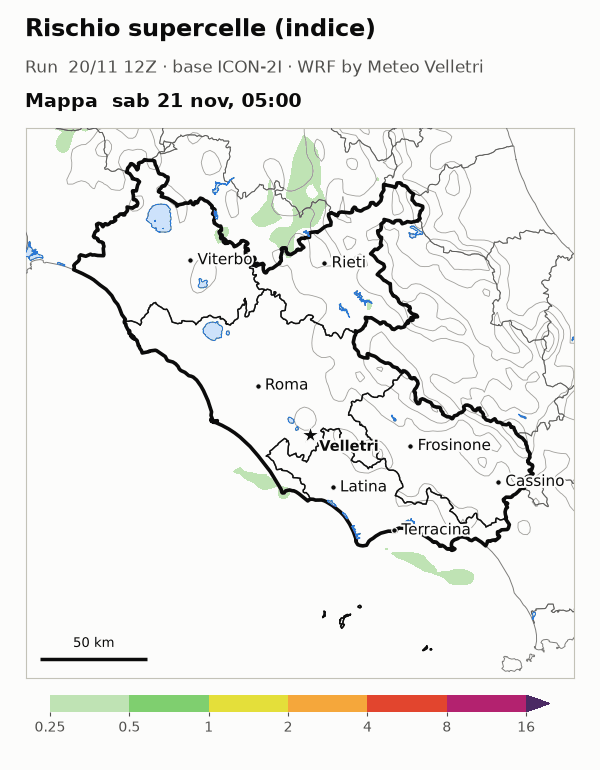 Rischio supercelle (indice)
Run  20/11 12Z · base ICON-2I · WRF by Meteo Velletri
Mappa  sab 21 nov, 05:00
Viterbo
Rieti
Roma
Velletri
Frosinone
Latina
Cassino
Terracina
50 km
0.25 0.5 1 2 4 8 16